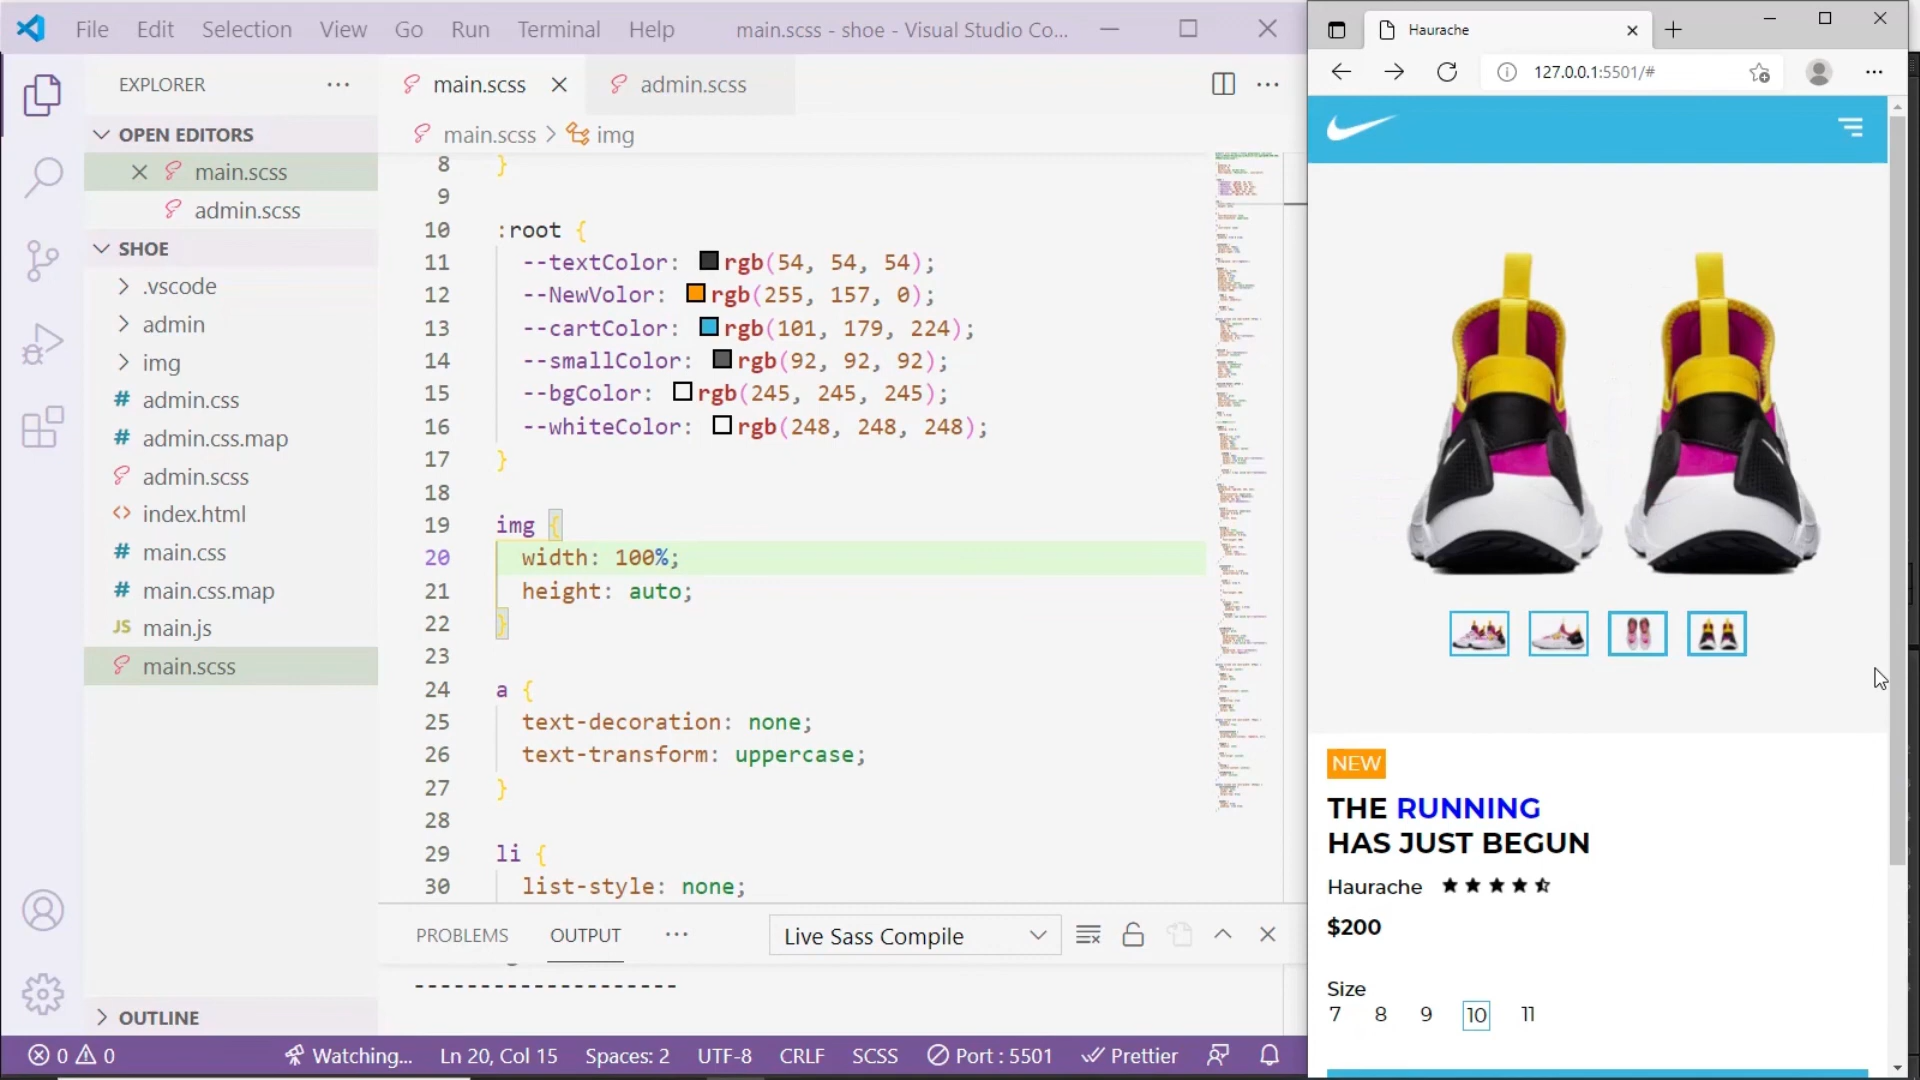 File Edit Selection View Go Run Terminal Help main.scss - shoe - Visual Studio Co...
EXPLORER
OPEN EDITORS
main.scss
admin.scss
SHOE
.vscode
admin
img
# admin.css
# admin.css.map
admin.scss
<> index.html
# main.css
# main.css.map
JS main.js
main.scss
OUTLINE
main.scss admin.scss
main.scss > img
8 }
9
10 :root {
11 --textColor: rgb(54, 54, 54);
12 --NewVolor: rgb(255, 157, 0);
13 --cartColor: rgb(101, 179, 224);
14 --smallColor: rgb(92, 92, 92);
15 --bgColor: rgb(245, 245, 245);
16 --whiteColor: rgb(248, 248, 248);
17 }
18
19 img {
20 width: 100%;
21 height: auto;
22 }
23
24 a {
25 text-decoration: none;
26 text-transform: uppercase;
27 }
28
29 li {
30 list-style: none;
PROBLEMS OUTPUT ... Live Sass Compile
--------------------
0 0 Watching... Ln 20, Col 15 Spaces: 2 UTF-8 CRLF SCSS Port : 5501 Prettier
Haurache
127.0.0.1:5501/#
NEW
THE RUNNING
HAS JUST BEGUN
Haurache
$200
Size
7 8 9 10 11